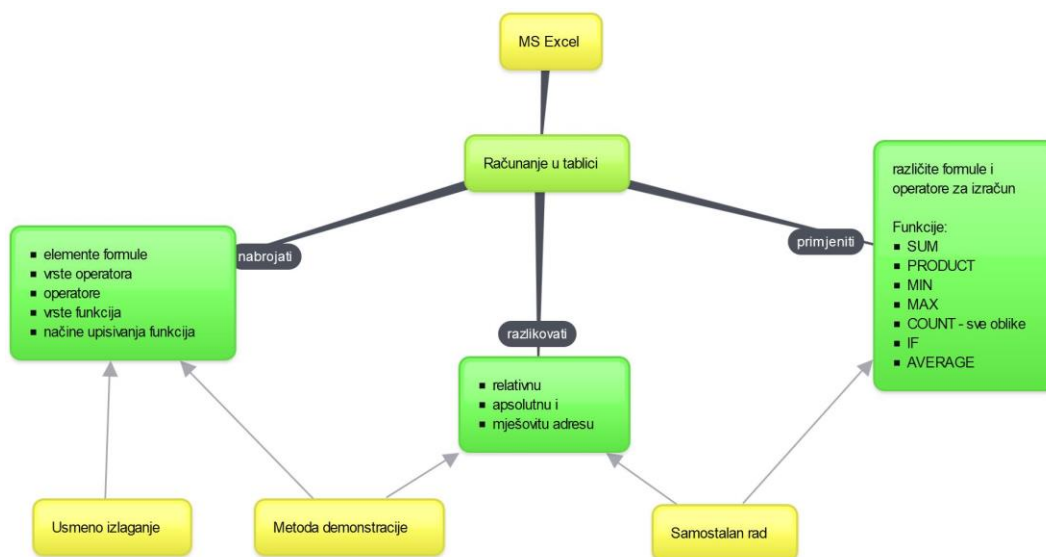 MS Excel
Računanje u tablici
nabrojati
razlikovati
primjeniti
▪ elemente formule
▪ vrste operatora
▪ operatore
▪ vrste funkcija
▪ načine upisivanja funkcija
▪ relativnu
▪ apsolutnu i
▪ mješovitu adresu
različite formule i
operatore za izračun
Funkcije:
▪ SUM
▪ PRODUCT
▪ MIN
▪ MAX
▪ COUNT - sve oblike
▪ IF
▪ AVERAGE
Usmeno izlaganje
Metoda demonstracije
Samostalan rad